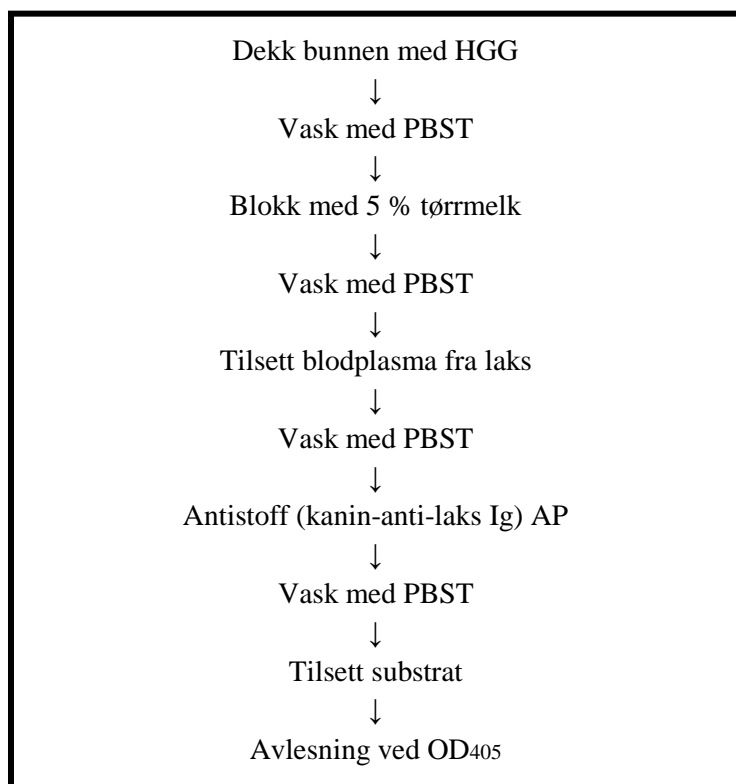 Dekk bunnen med HGG
↓
Vask med PBST
↓
Blokk med 5 % tørrmelk
↓
Vask med PBST
↓
Tilsett blodplasma fra laks
↓
Vask med PBST
↓
Antistoff (kanin-anti-laks Ig) AP
↓
Vask med PBST
↓
Tilsett substrat
↓
Avlesning ved OD405